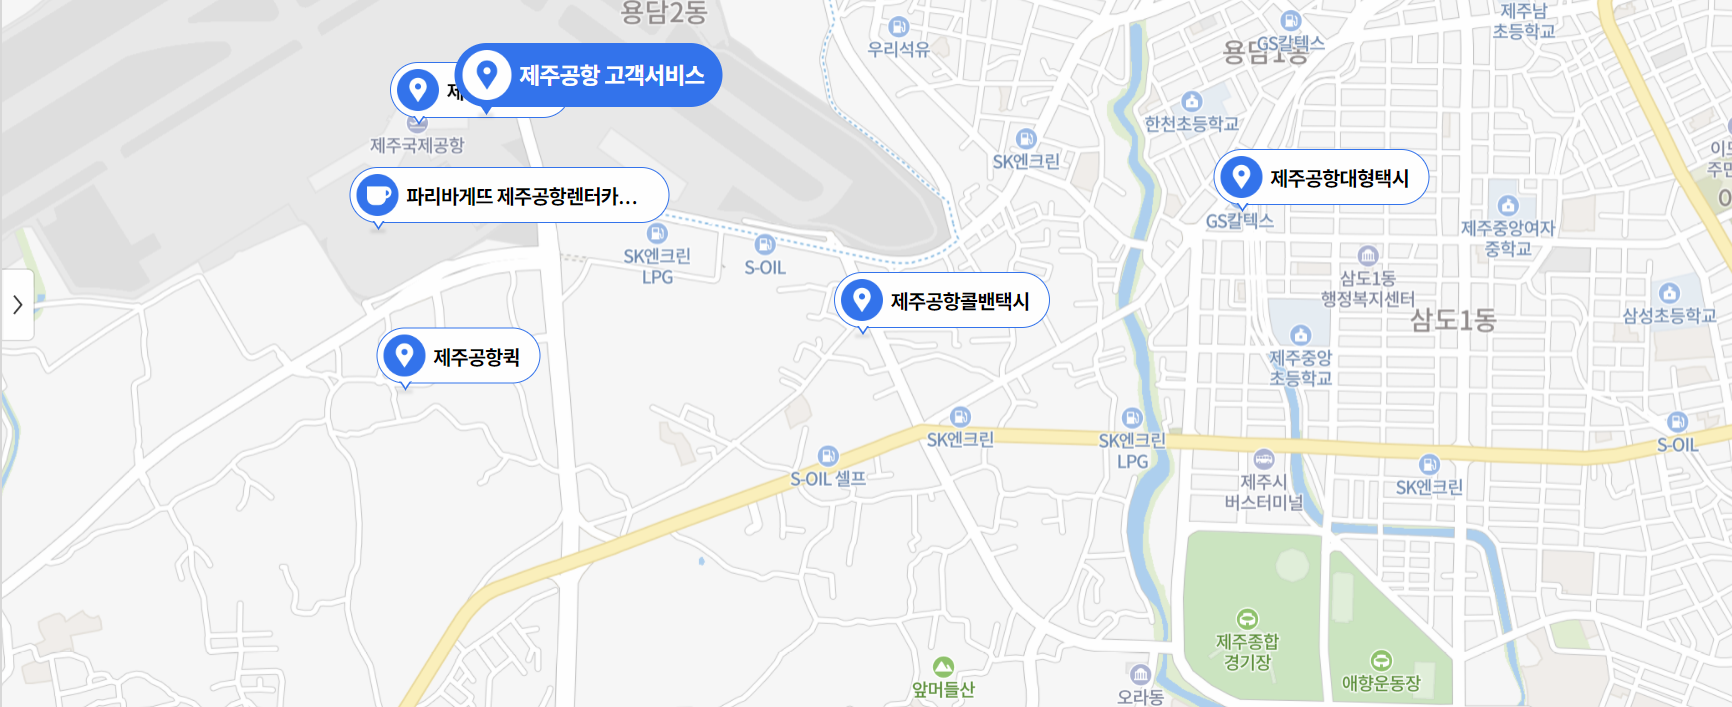 용담2동
제주남
초등학교
우리석유
GS칼텍스
용담1동
제주공항 고객서비스
제
제주국제공항
한천초등학교
SK엔크린
파리바게뜨 제주공항렌터카...
제주공항대형택시
GS칼텍스
제주중앙여자
중학교
SK엔크린
LPG
S-OIL
삼도1동
행정복지센터
제주공항콜밴택시
삼도1동
삼성초등학교
제주공항퀵
제주중앙
초등학교
SK엔크린
SK엔크린
LPG
S-OIL
S-OIL 셀프
제주시
버스터미널
SK엔크린
제주종합
경기장
애향운동장
앞머들산
오라동